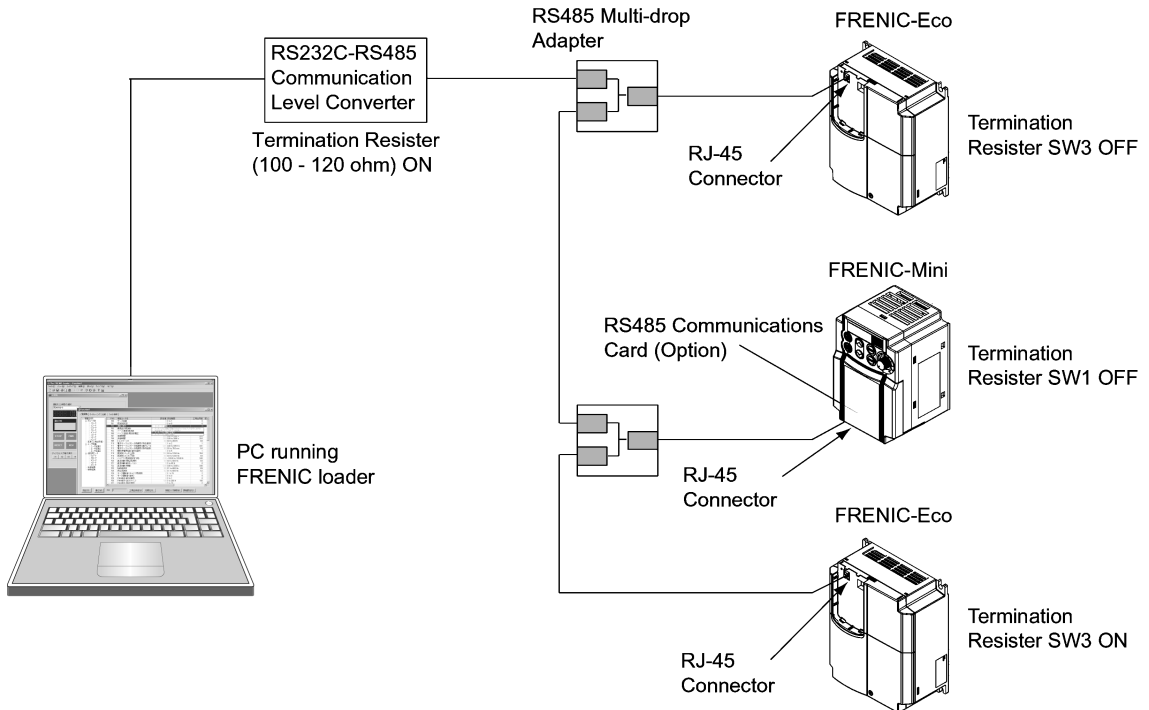 RS485 Multi-drop
Adapter
FRENIC-Eco
RS232C-RS485
Communication
Level Converter
Termination Resister
(100 - 120 ohm) ON
RJ-45
Connector
Termination
Resister SW3 OFF
FRENIC-Mini
RS485 Communications
Card (Option)
Termination
Resister SW1 OFF
PC running
FRENIC loader
RJ-45
Connector
FRENIC-Eco
Termination
Resister SW3 ON
RJ-45
Connector